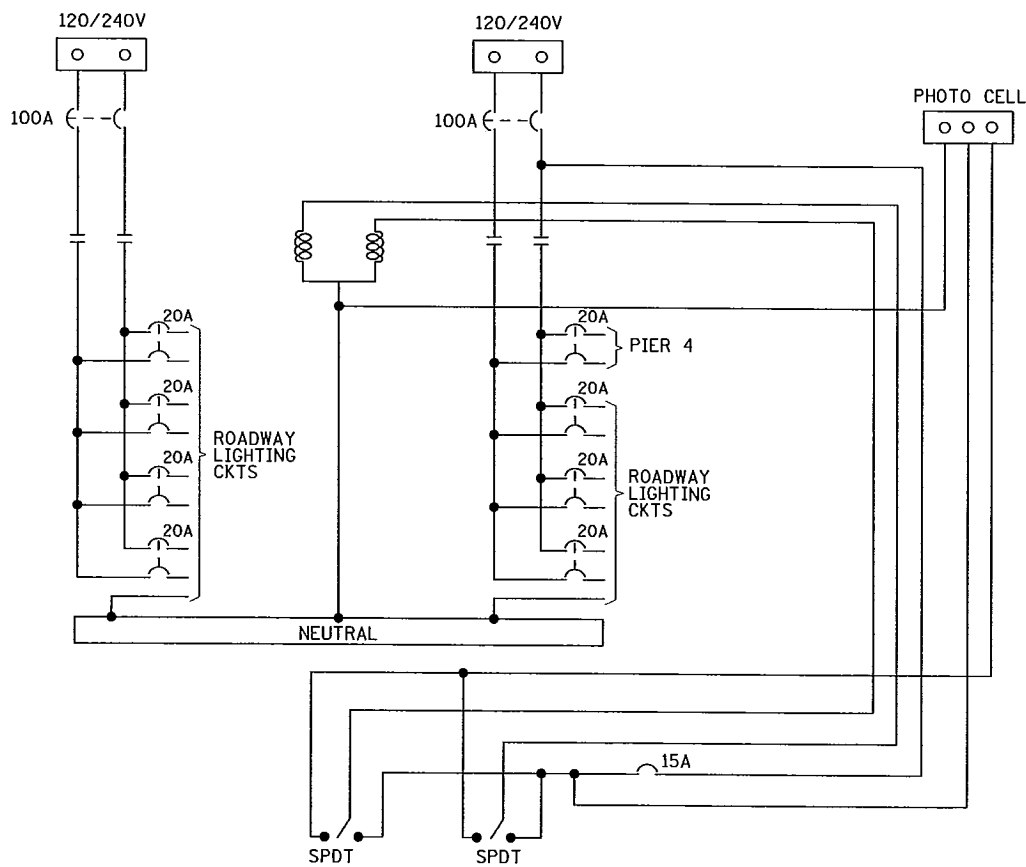 120/240V
120/240V
PHOTO CELL
100A
100A
20A
20A
20A
20A
ROADWAY
LIGHTING
CKTS
20A
PIER 4
20A
20A
20A
ROADWAY
LIGHTING
CKTS
NEUTRAL
15A
SPDT
SPDT